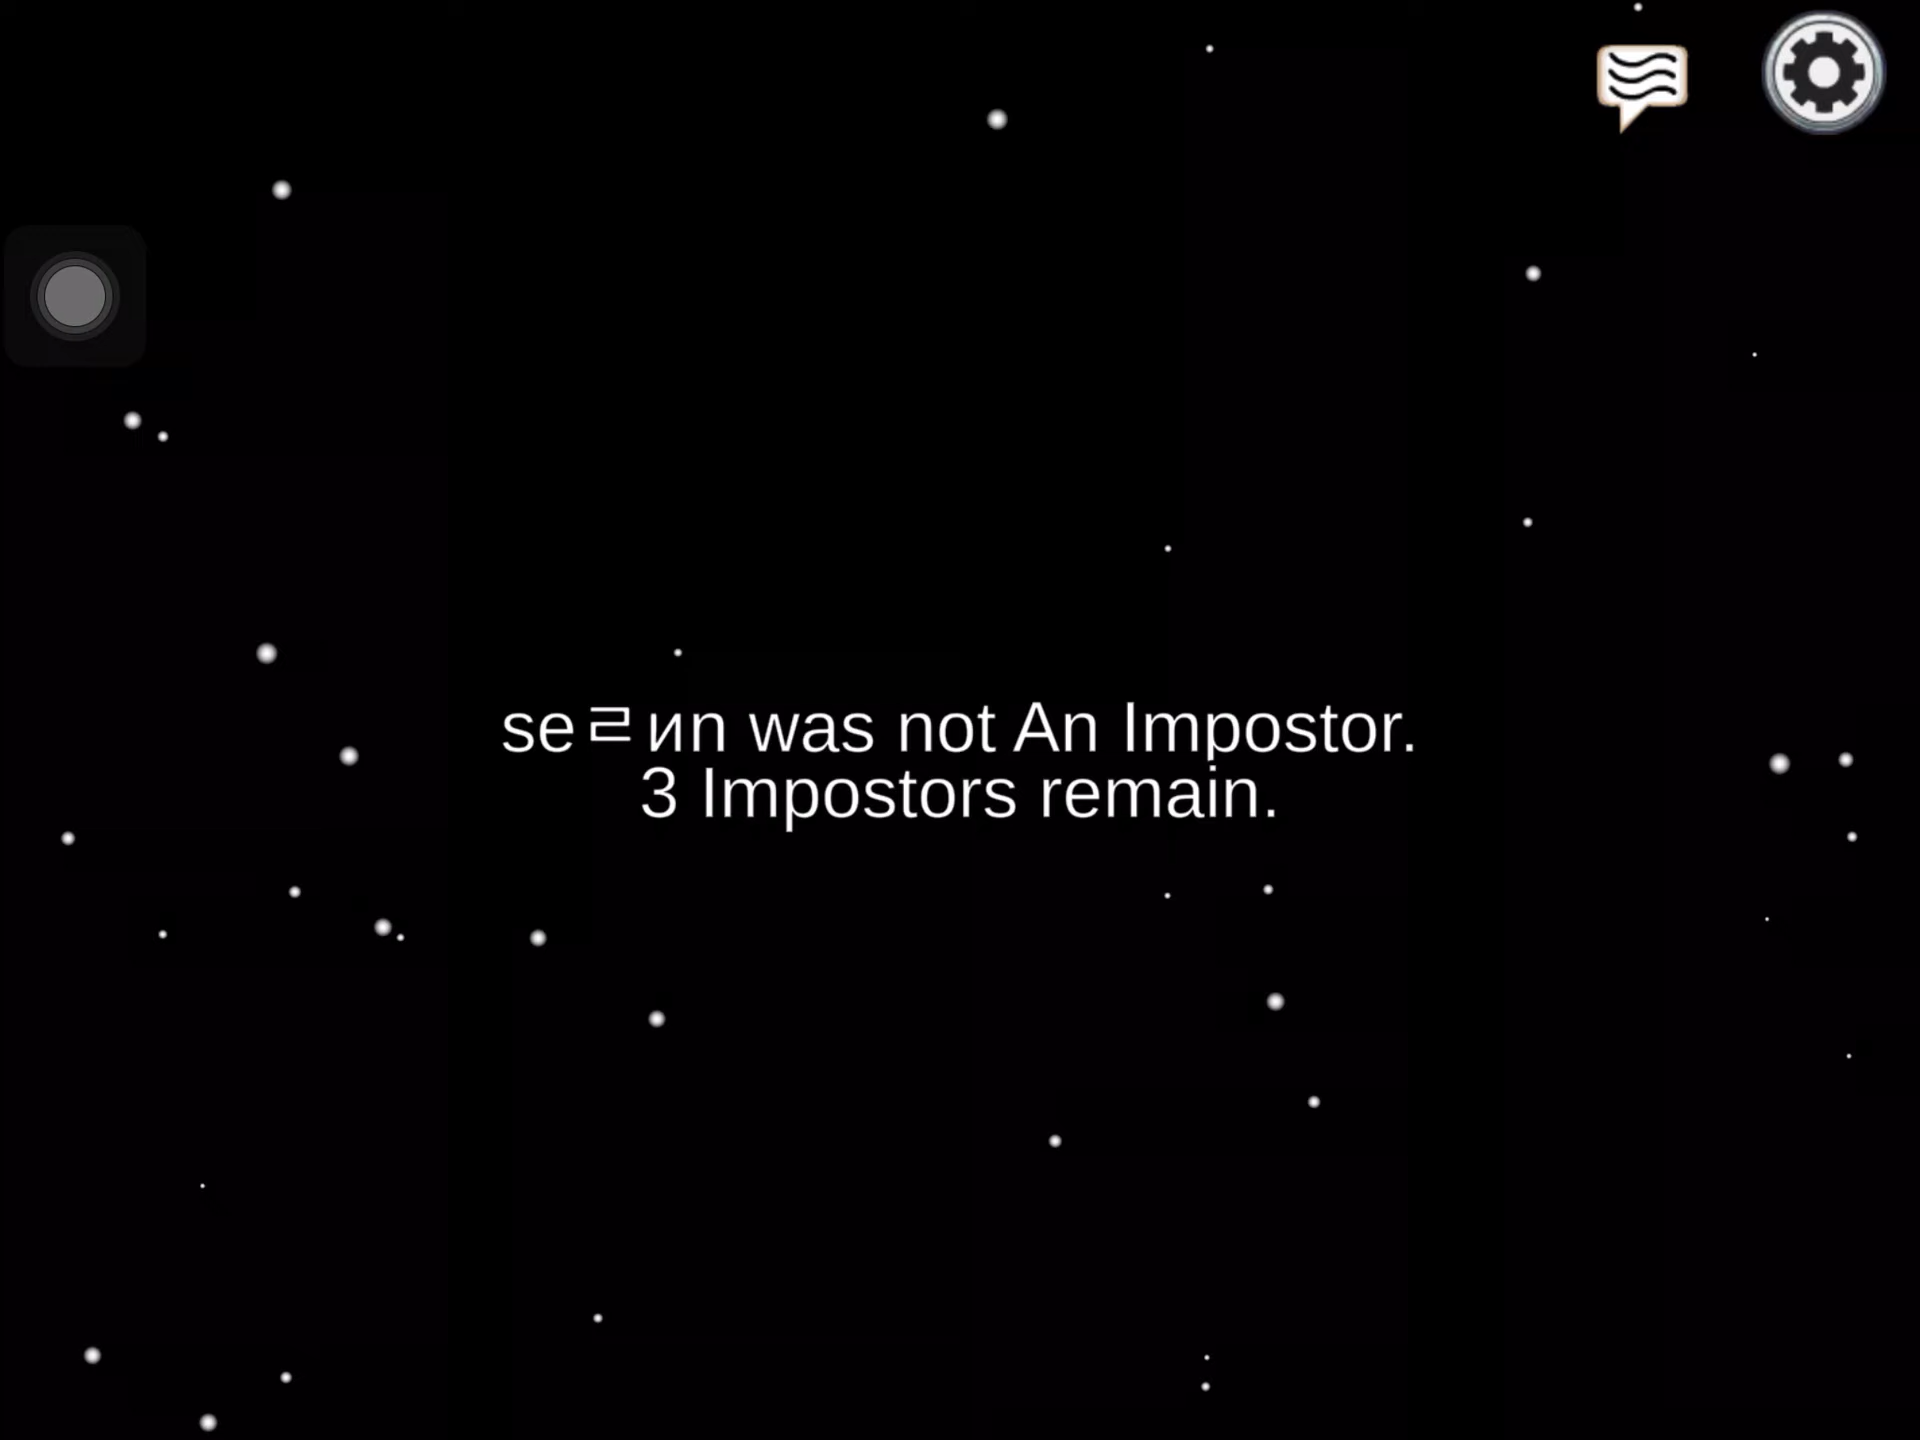 seㄹиn was not An Impostor.
3 Impostors remain.